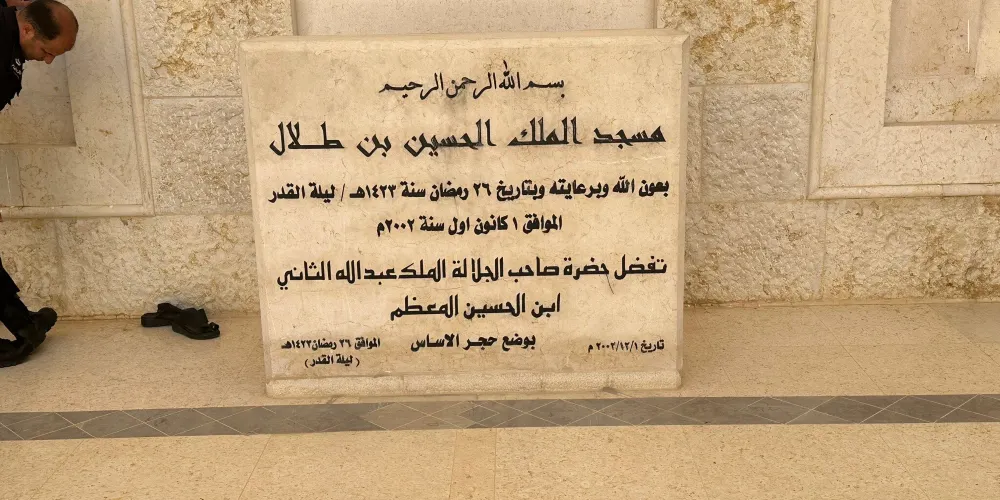 بسم الله الرحمن الرحيم
مسجد الملك الحسين بن طلال
بعون الله وبرعايته وبتاريخ ٢٦ رمضان سنة ١٤٢٣هـ / ليلة القدر
الموافق ١ كانون اول سنة ٢٠٠٢م
تفضل حضرة صاحب الجلالة الملك عبدالله الثاني
ابن الحسين المعظم
بوضع حجر الاساس
تاريخ ٢٠٠٢/١٢/١ م
الموافق ٢٦ رمضان ١٤٢٣هـ
( ليلة القدر )